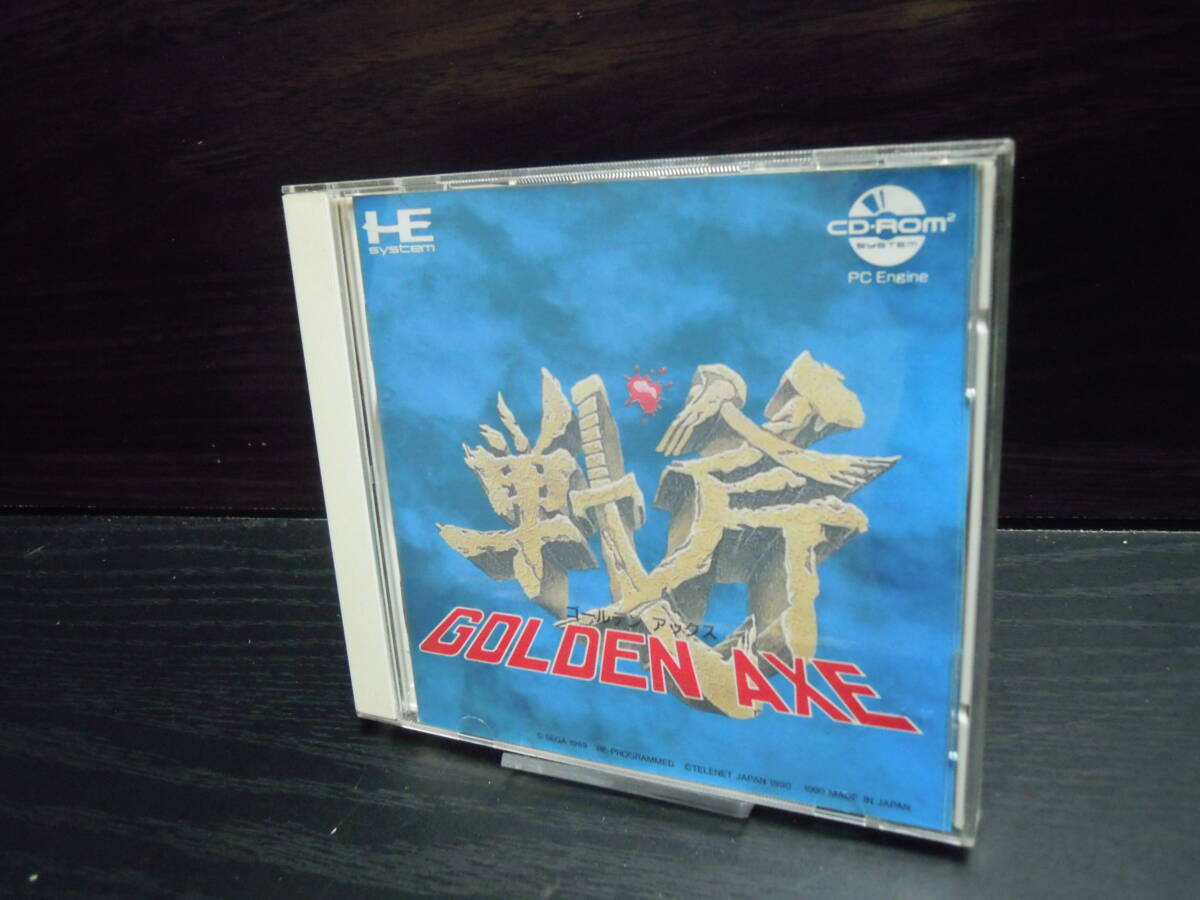 HE
system
CD·ROM²
SYSTEM
PC Engine
戦斧
ゴールデン アックス
GOLDEN AXE
© SEGA 1989 RE-PROGRAMMED ©TELENET JAPAN 1990 1990 MADE IN JAPAN